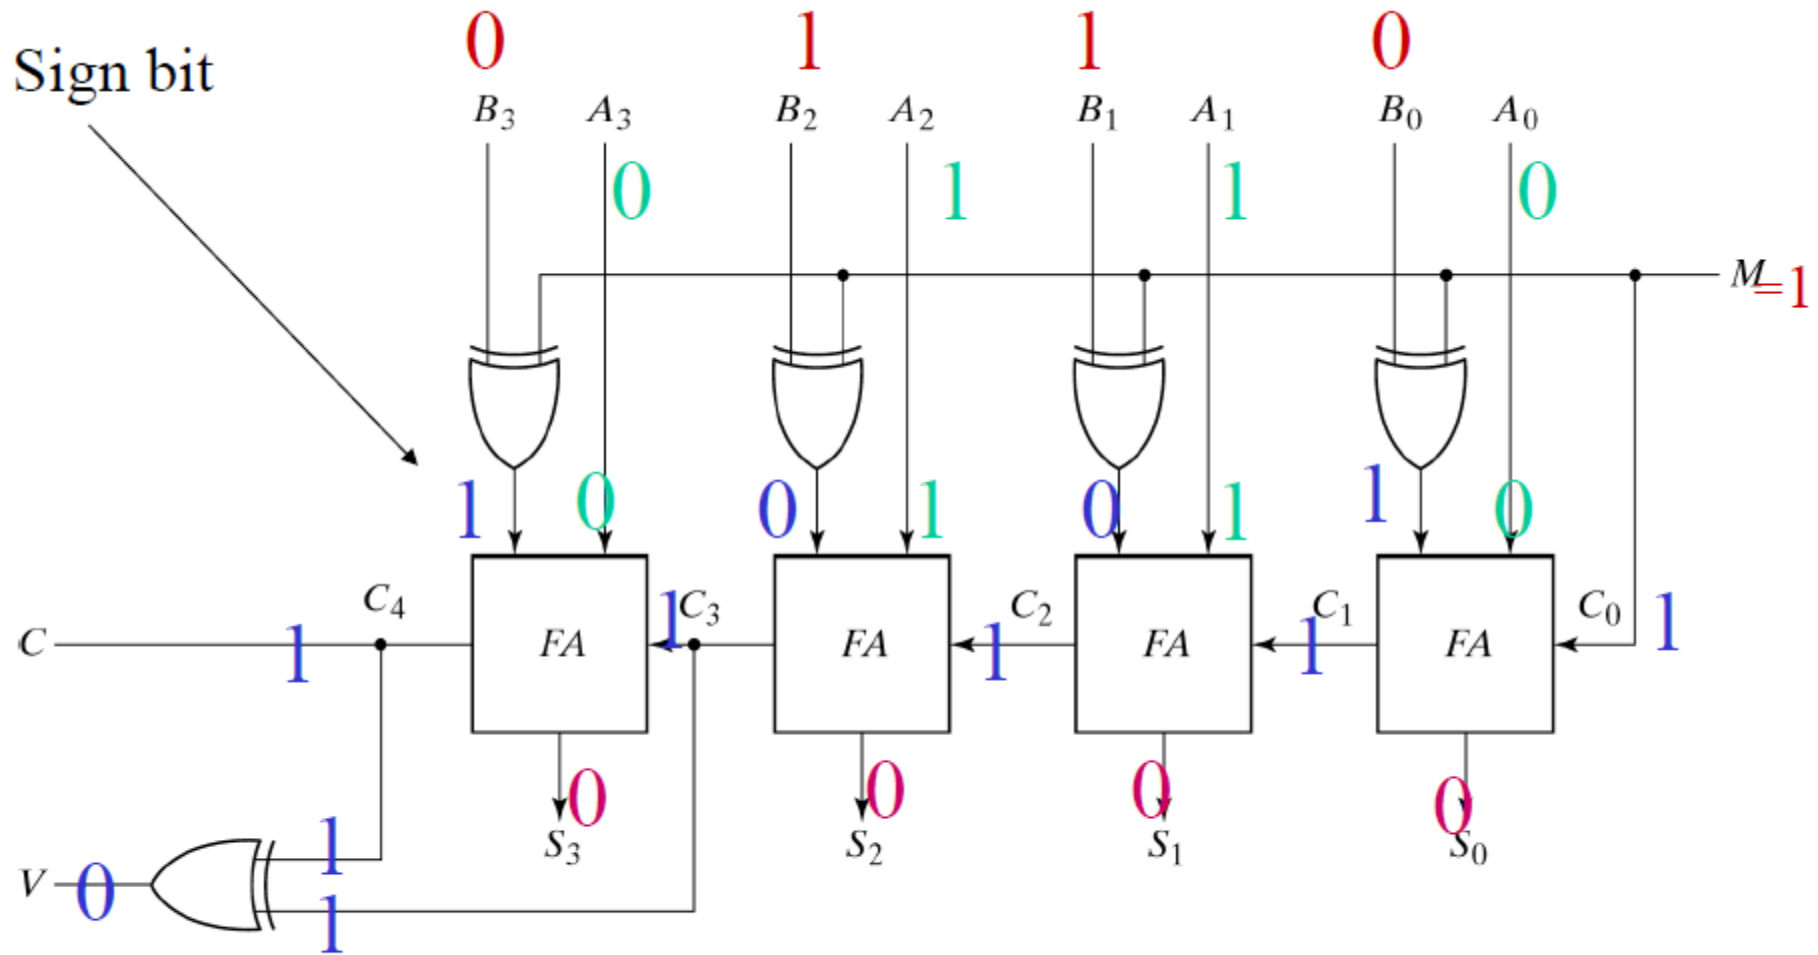 0 1 1 0
Sign bit
B3 A3 B2 A2 B1 A1 B0 A0
0 1 1 0
M =1
1 0 0 1 0 1 1 0
C4 1 C3 C2 C1 C0 1
C 1 FA FA 1 FA 1 FA
0 0 0 0
S3 S2 S1 S0
1
V 0
1